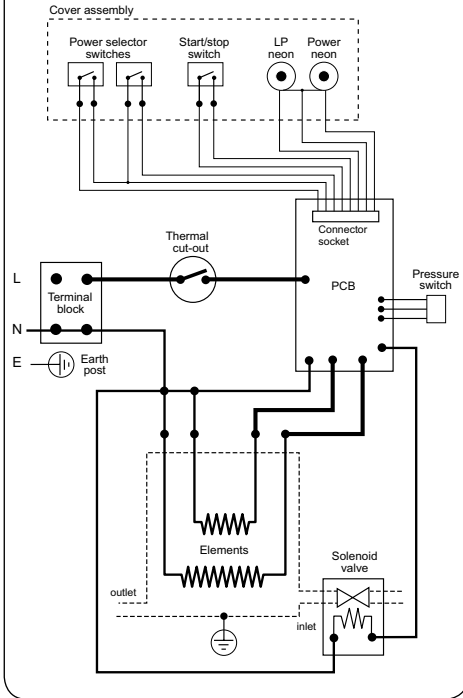 Cover assembly
Power selector
switches
Start/stop
switch
LP
neon
Power
neon
Connector
socket
Thermal
cut-out
L
Terminal
block
PCB
Pressure
switch
N
E
Earth
post
Elements
Solenoid
valve
outlet
inlet